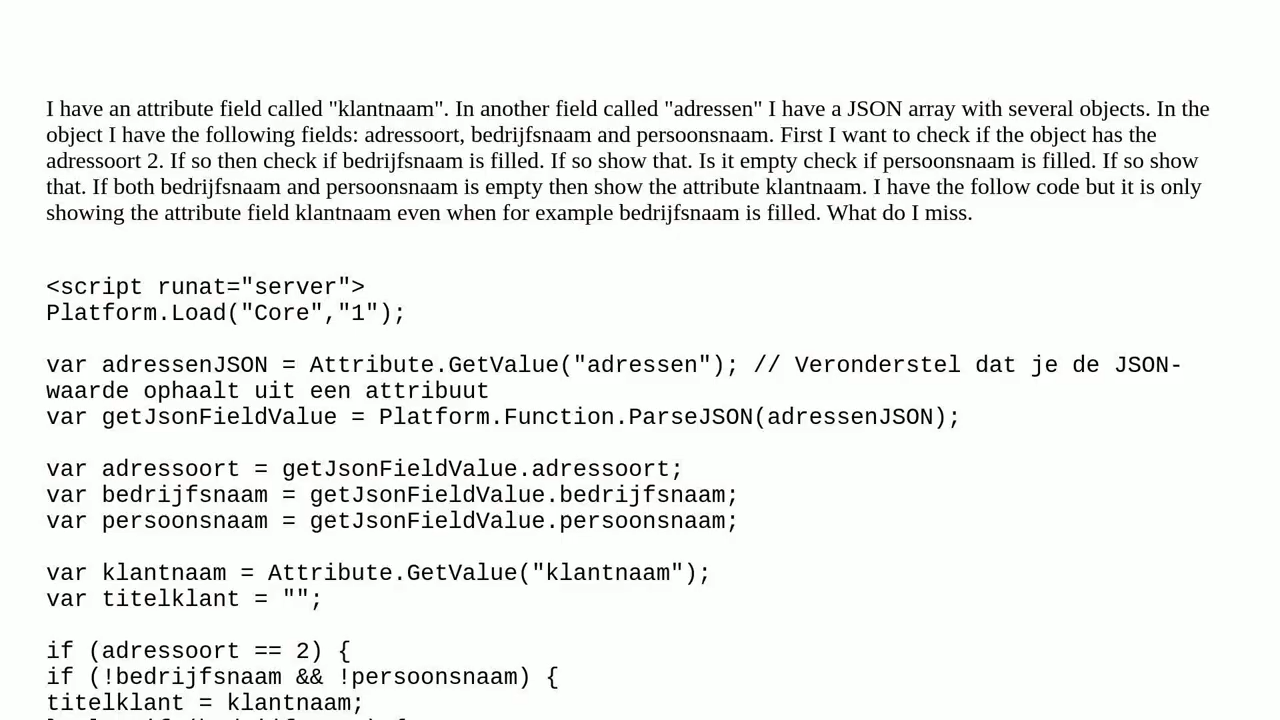 I have an attribute field called "klantnaam". In another field called "adressen" I have a JSON array with several objects. In the
object I have the following fields: adressoort, bedrijfsnaam and persoonsnaam. First I want to check if the object has the
adressoort 2. If so then check if bedrijfsnaam is filled. If so show that. Is it empty check if persoonsnaam is filled. If so show
that. If both bedrijfsnaam and persoonsnaam is empty then show the attribute klantnaam. I have the follow code but it is only
showing the attribute field klantnaam even when for example bedrijfsnaam is filled. What do I miss.
<script runat="server">
Platform.Load("Core","1");
var adressenJSON = Attribute.GetValue("adressen"); // Veronderstel dat je de JSON-
waarde ophaalt uit een attribuut
var getJsonFieldValue = Platform.Function.ParseJSON(adressenJSON);
var adressoort = getJsonFieldValue.adressoort;
var bedrijfsnaam = getJsonFieldValue.bedrijfsnaam;
var persoonsnaam = getJsonFieldValue.persoonsnaam;
var klantnaam = Attribute.GetValue("klantnaam");
var titelklant = "";
if (adressoort == 2) {
if (!bedrijfsnaam && !persoonsnaam) {
titelklant = klantnaam;